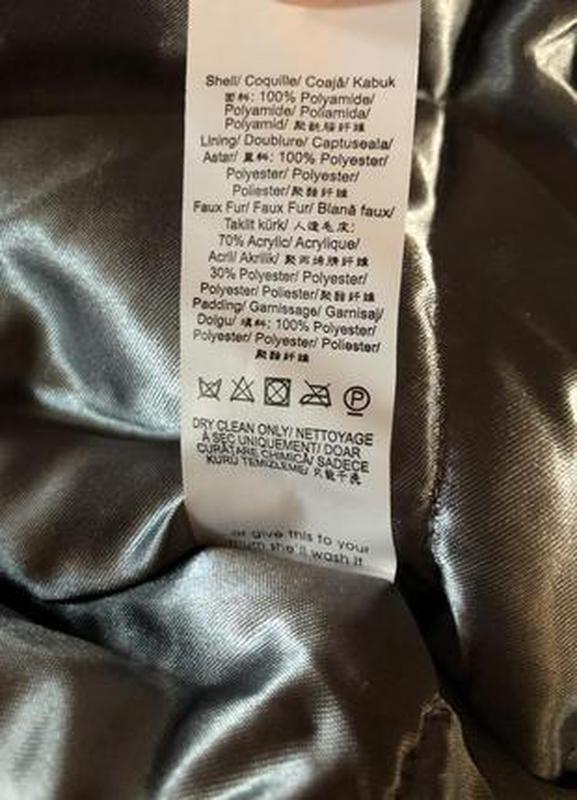 Shell/ Coquille/ Coajă/ Kabuk
面料: 100% Polyamide/
Polyamide/ Poliamida/
Polyamid/ 聚酰胺纖維
Lining/ Doublure/ Captuseala/
Astar/ 裏料: 100% Polyester/
Polyester/ Polyester/
Poliester/聚酯纖維
Faux Fur/ Faux Fur/ Blană faux/
Taklit kürk/ 人造毛皮:
70% Acrylic/ Acrylique/
Acril/ Akrilik/ 聚丙烯腈纖維
30% Polyester/ Polyester/
Polyester/ Poliester/聚酯纖維
Padding/ Garnissage/ Garnisaj/
Dolgu/ 填料: 100% Polyester/
Polyester/ Polyester/ Poliester/
聚酯纖維
P
DRY CLEAN ONLY/ NETTOYAGE
À SEC UNIQUEMENT/ DOAR
CURĂȚARE CHIMICĂ/ SADECE
KURU TEMİZLEME/ 只能干洗
or give this to your
mum she'll wash it